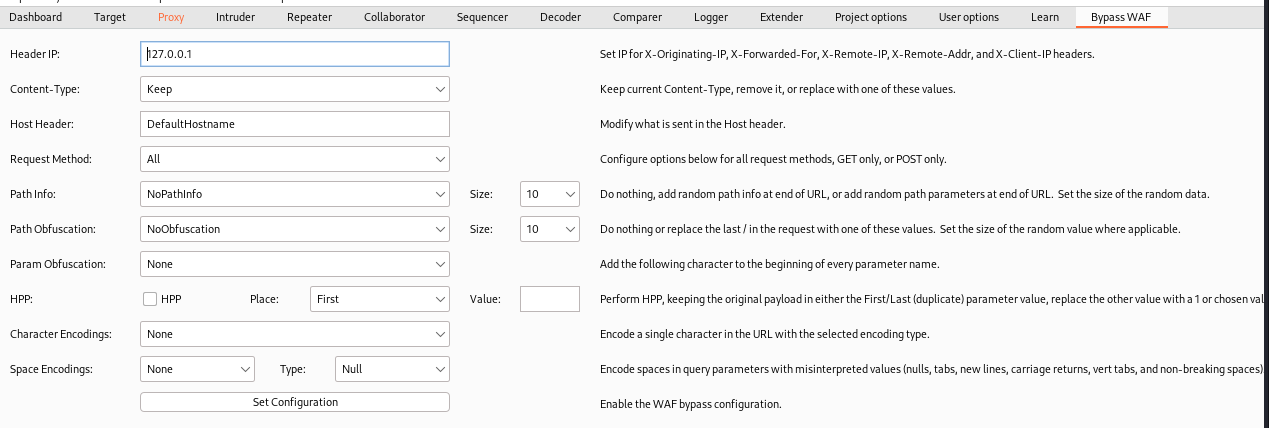 Dashboard Target Proxy Intruder Repeater Collaborator Sequencer Decoder Comparer Logger Extender Project options User options Learn Bypass WAF
Header IP: 127.0.0.1 Set IP for X-Originating-IP, X-Forwarded-For, X-Remote-IP, X-Remote-Addr, and X-Client-IP headers.
Content-Type: Keep Keep current Content-Type, remove it, or replace with one of these values.
Host Header: DefaultHostname Modify what is sent in the Host header.
Request Method: All Configure options below for all request methods, GET only, or POST only.
Path Info: NoPathInfo Size: 10 Do nothing, add random path info at end of URL, or add random path parameters at end of URL. Set the size of the random data.
Path Obfuscation: NoObfuscation Size: 10 Do nothing or replace the last / in the request with one of these values. Set the size of the random value where applicable.
Param Obfuscation: None Add the following character to the beginning of every parameter name.
HPP: HPP Place: First Value: Perform HPP, keeping the original payload in either the First/Last (duplicate) parameter value, replace the other value with a 1 or chosen val
Character Encodings: None Encode a single character in the URL with the selected encoding type.
Space Encodings: None Type: Null Encode spaces in query parameters with misinterpreted values (nulls, tabs, new lines, carriage returns, vert tabs, and non-breaking spaces)
Set Configuration Enable the WAF bypass configuration.